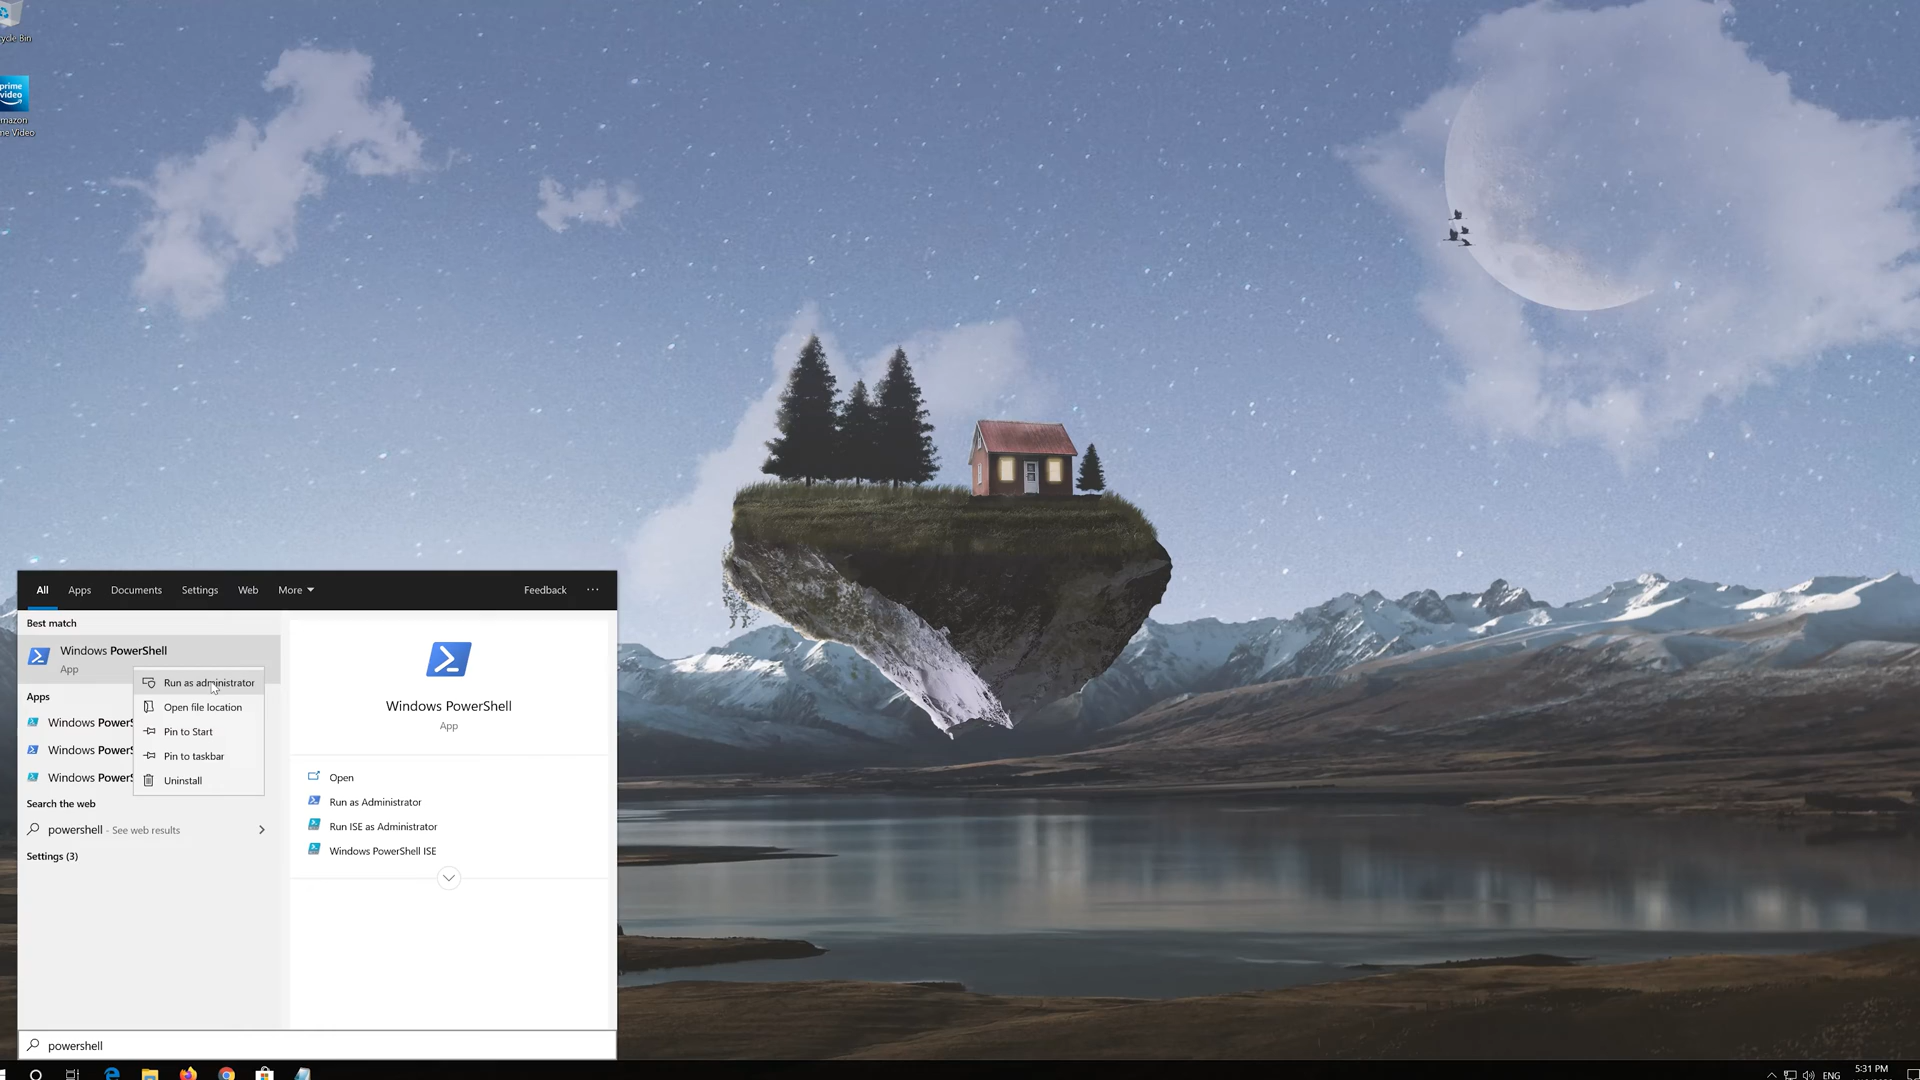 cycle Bin
prime
video
mazon
ne Video
All
Apps
Documents
Settings
Web
More
Feedback
...
Best match
Windows PowerShell
App
Run as administrator
Open file location
Pin to Start
Pin to taskbar
Uninstall
Apps
Windows PowerS
Windows PowerS
Windows PowerS
Search the web
powershell - See web results
Settings (3)
Windows PowerShell
App
Open
Run as Administrator
Run ISE as Administrator
Windows PowerShell ISE
powershell
ENG
5:31 PM